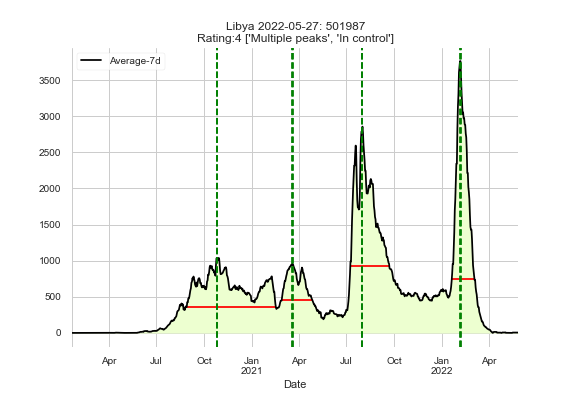 Libya 2022-05-27: 501987
Rating:4 ['Multiple peaks', 'In control']
Average-7d
3500
3000
2500
2000
1500
1000
500
0
Apr Jul Oct Jan Apr Jul Oct Jan Apr
2021 2022
Date